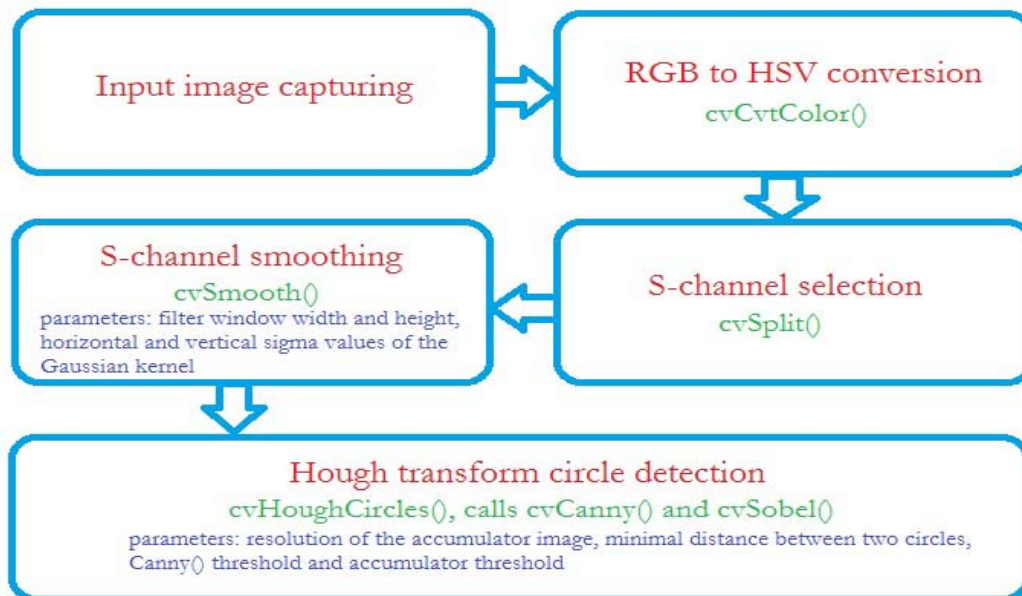 Input image capturing
RGB to HSV conversion
cvCvtColor()
S-channel selection
cvSplit()
S-channel smoothing
cvSmooth()
parameters: filter window width and height,
horizontal and vertical sigma values of the
Gaussian kernel
Hough transform circle detection
cvHoughCircles(), calls cvCanny() and cvSobel()
parameters: resolution of the accumulator image, minimal distance between two circles,
Canny() threshold and accumulator threshold